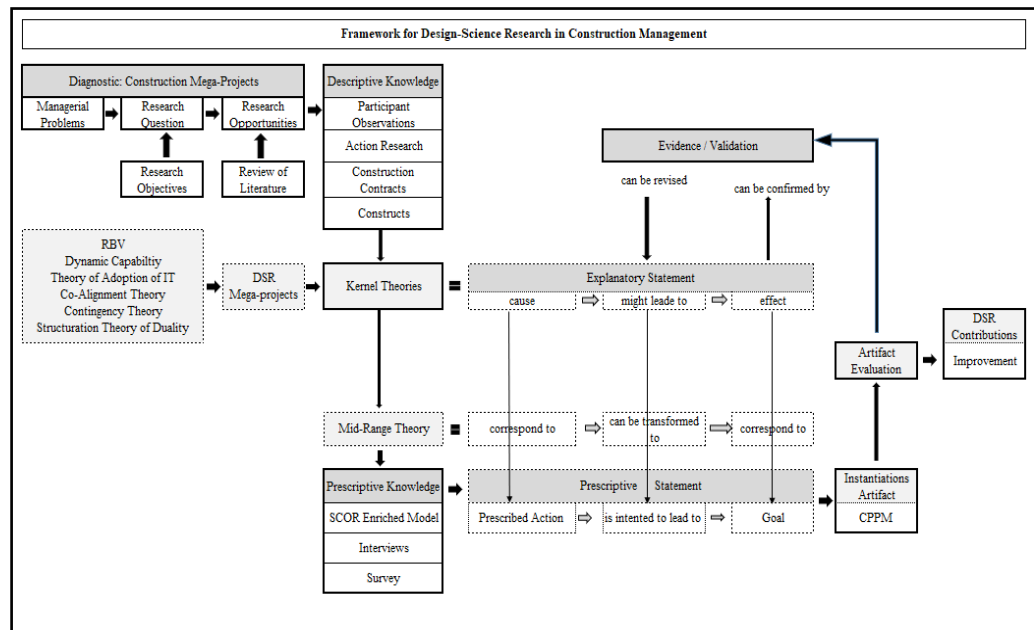 Framework for Design-Science Research in Construction Management
Diagnostic: Construction Mega-Projects
Managerial
Problems
Research
Question
Research
Opportunities
Research
Objectives
Review of
Literature
Descriptive Knowledge
Participant
Observations
Action Research
Construction
Contracts
Constructs
Evidence / Validation
can be revised
can be confirmed by
RBV
Dynamic Capabiltiy
Theory of Adoption of IT
Co-Alignment Theory
Contingency Theory
Structuration Theory of Duality
DSR
Mega-projects
Kernel Theories
Explanatory Statement
cause
might leade to
effect
Artifact
Evaluation
DSR
Contributions
Improvement
Mid-Range Theory
correspond to
can be transformed
to
correspond to
Prescriptive Knowledge
SCOR Enriched Model
Interviews
Survey
Prescriptive Statement
Prescribed Action
is intented to lead to
Goal
Instantiations
Artifact
CPPM